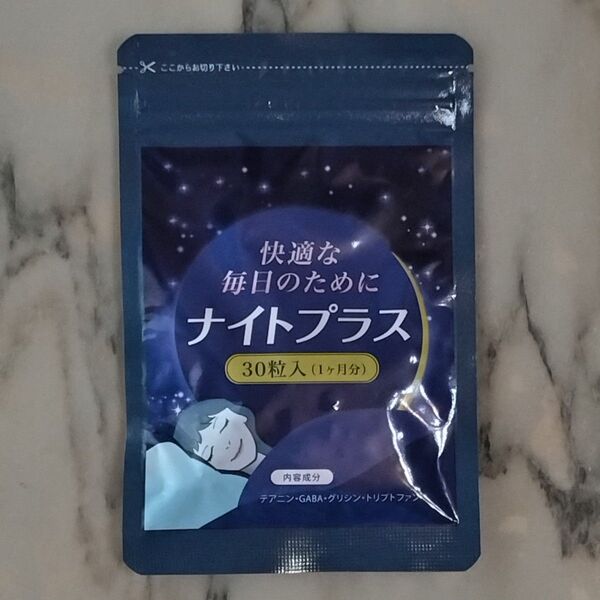 ここからお切り下さい
快適な
毎日のために
ナイトプラス
30粒入(1ヶ月分)
内容成分
テアニン・GABA・グリシン・トリプトファン